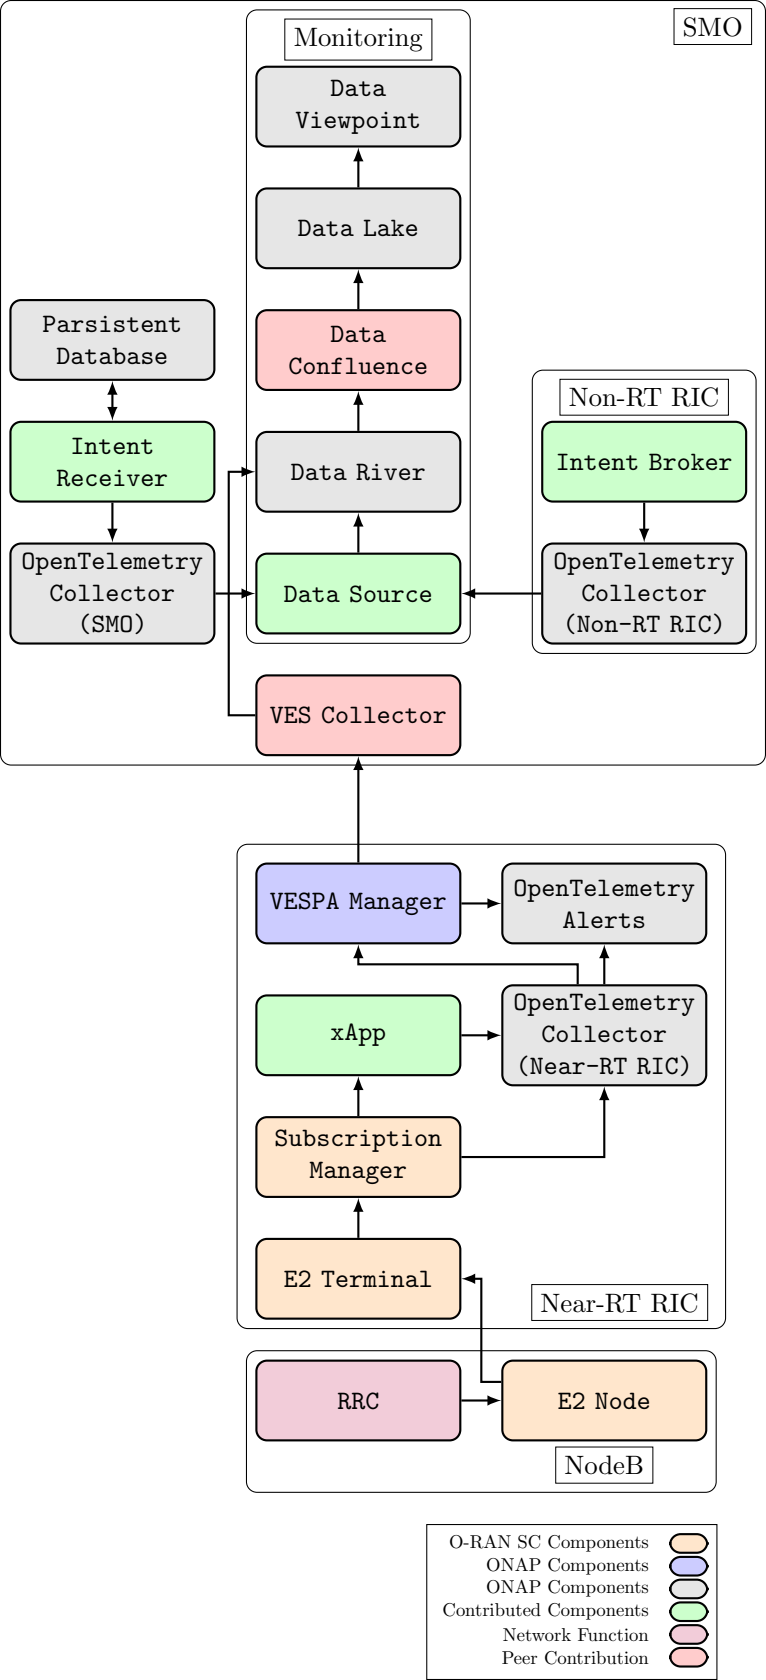 SMO
Monitoring
Data
Viewpoint
Data Lake
Parsistent
Database
Data
Confluence
Non-RT RIC
Intent
Receiver
Data River
Intent Broker
OpenTelemetry
Collector
(SMO)
Data Source
OpenTelemetry
Collector
(Non-RT RIC)
VES Collector
VESPA Manager
OpenTelemetry
Alerts
xApp
OpenTelemetry
Collector
(Near-RT RIC)
Subscription
Manager
E2 Terminal
Near-RT RIC
RRC
E2 Node
NodeB
O-RAN SC Components
ONAP Components
ONAP Components
Contributed Components
Network Function
Peer Contribution